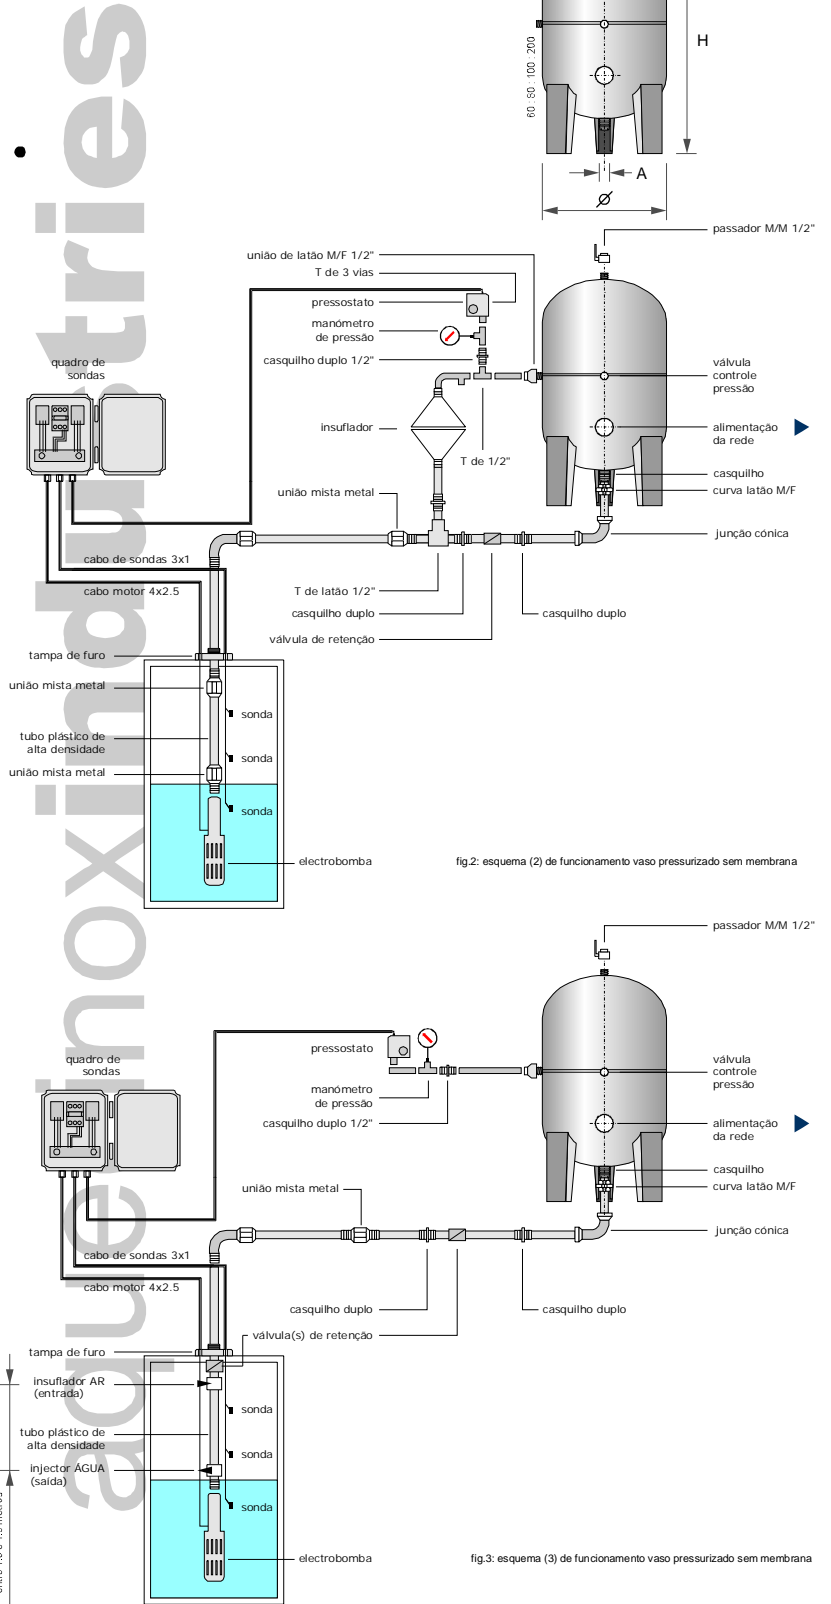 H
60 : 80 : 100 : 200
A
Ø
passador M/M 1/2"
união de latão M/F 1/2"
T de 3 vias
pressostato
manómetro
de pressão
casquilho duplo 1/2"
quadro de
sondas
válvula
controle
pressão
insuflador
alimentação
da rede
T de 1/2"
casquilho
curva latão M/F
união mista metal
junção cónica
cabo de sondas 3x1
cabo motor 4x2.5
T de latão 1/2"
casquilho duplo
casquilho duplo
válvula de retenção
tampa de furo
união mista metal
sonda
tubo plástico de
alta densidade
sonda
união mista metal
sonda
electrobomba
fig.2: esquema (2) de funcionamento vaso pressurizado sem membrana
passador M/M 1/2"
pressostato
quadro de
sondas
manómetro
de pressão
casquilho duplo 1/2"
válvula
controle
pressão
alimentação
da rede
casquilho
curva latão M/F
união mista metal
junção cónica
cabo de sondas 3x1
cabo motor 4x2.5
casquilho duplo
casquilho duplo
válvula(s) de retenção
tampa de furo
insuflador AR
(entrada)
sonda
tubo plástico de
alta densidade
sonda
injector ÁGUA
(saída)
sonda
electrobomba
fig.3: esquema (3) de funcionamento vaso pressurizado sem membrana
aqueinoxindustries